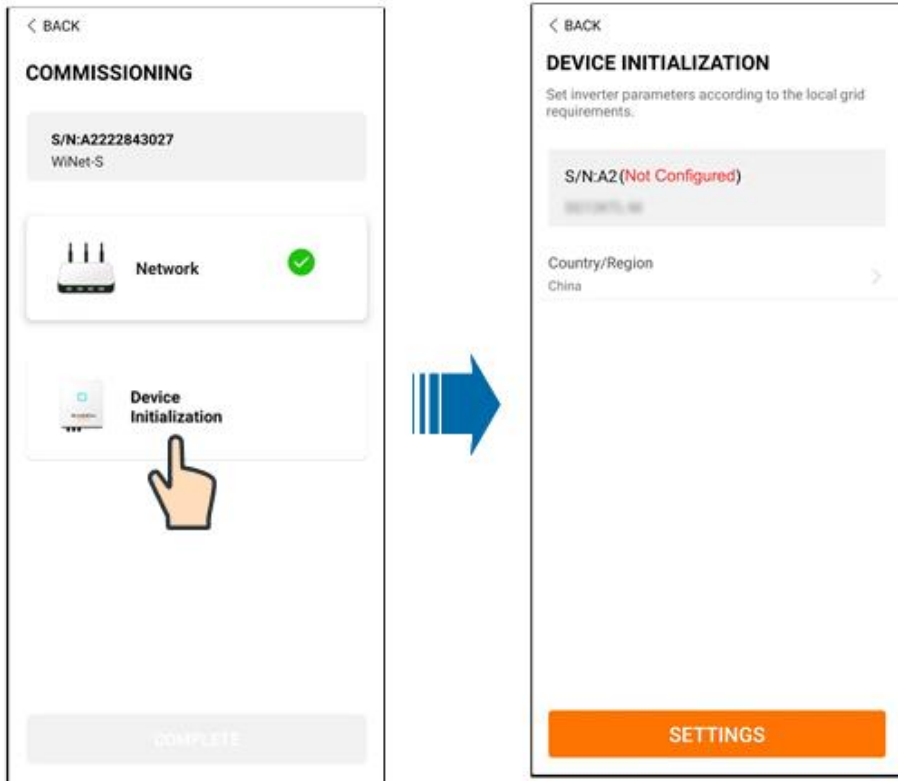 < BACK
COMMISSIONING
S/N:A2222843027
WiNet-S
Network
Device
Initialization
COMPLETE
< BACK
DEVICE INITIALIZATION
Set inverter parameters according to the local grid
requirements.
S/N:A2(Not Configured)
Country/Region
China
SETTINGS